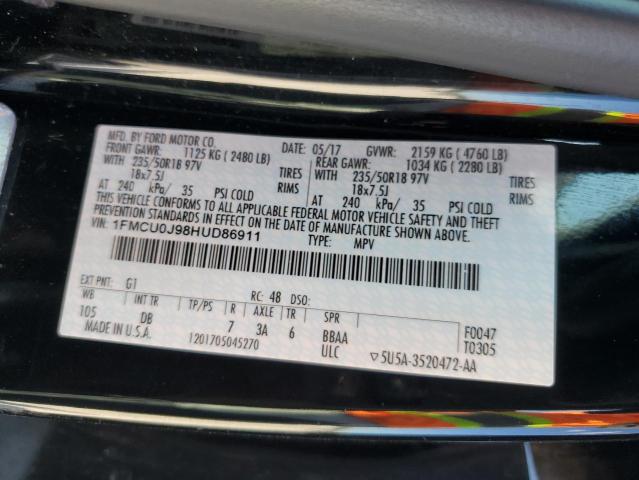 MFD. BY FORD MOTOR CO.
DATE: 05/17 GVWR: 2159 KG ( 4760 LB)
FRONT GAWR: 1125 KG ( 2480 LB) REAR GAWR: 1034 KG ( 2280 LB)
WITH 235/50R18 97V TIRES WITH 235/50R18 97V TIRES
18x7.5J RIMS 18x7.5J RIMS
AT 240 kPa/ 35 PSI COLD AT 240 kPa/ 35 PSI COLD
THIS VEHICLE CONFORMS TO ALL APPLICABLE FEDERAL MOTOR VEHICLE SAFETY AND THEFT
PREVENTION STANDARDS IN EFFECT ON THE DATE OF MANUFACTURE SHOWN ABOVE.
VIN: 1FMCU0J98HUD86911
TYPE: MPV
EXT PNT: G1 RC: 48 DSO:
WB INT TR TP/PS R AXLE TR SPR
105 DB 7 3A 6 BBAA F0047
MADE IN U.S.A. 1201705045270 ULC ▽5U5A-3520472-AA T0305